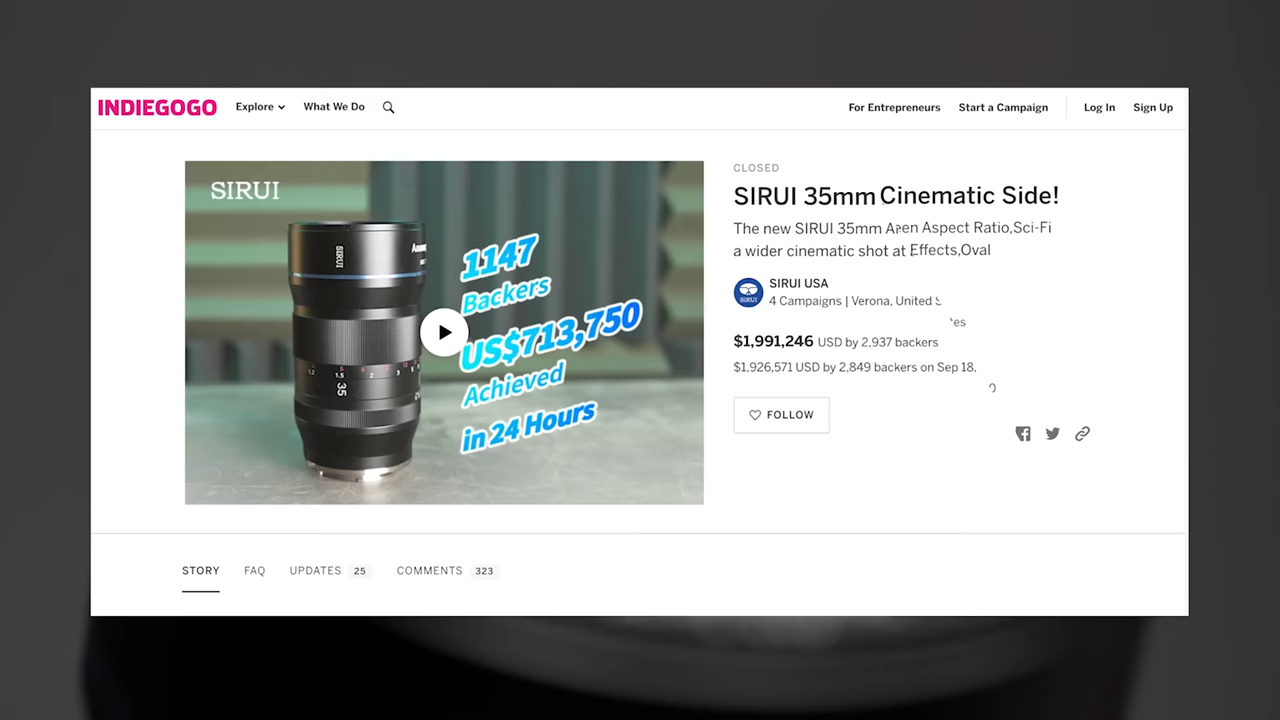 INDIEGOGO Explore What We Do For Entrepreneurs Start a Campaign Log In Sign Up
SIRUI
SIRUI
35
1147
Backers
US$713,750
Achieved
in 24 Hours
CLOSED
SIRUI 35mm Cinematic Side!
The new SIRUI 35mm Aspect Ratio,Sci-Fi
a wider cinematic shot at Effects,Oval
SIRUI
SIRUI USA
4 Campaigns | Verona, United
$1,991,246 USD by 2,937 backers
$1,926,571 USD by 2,849 backers on Sep 18,
FOLLOW
STORY FAQ UPDATES 25 COMMENTS 323